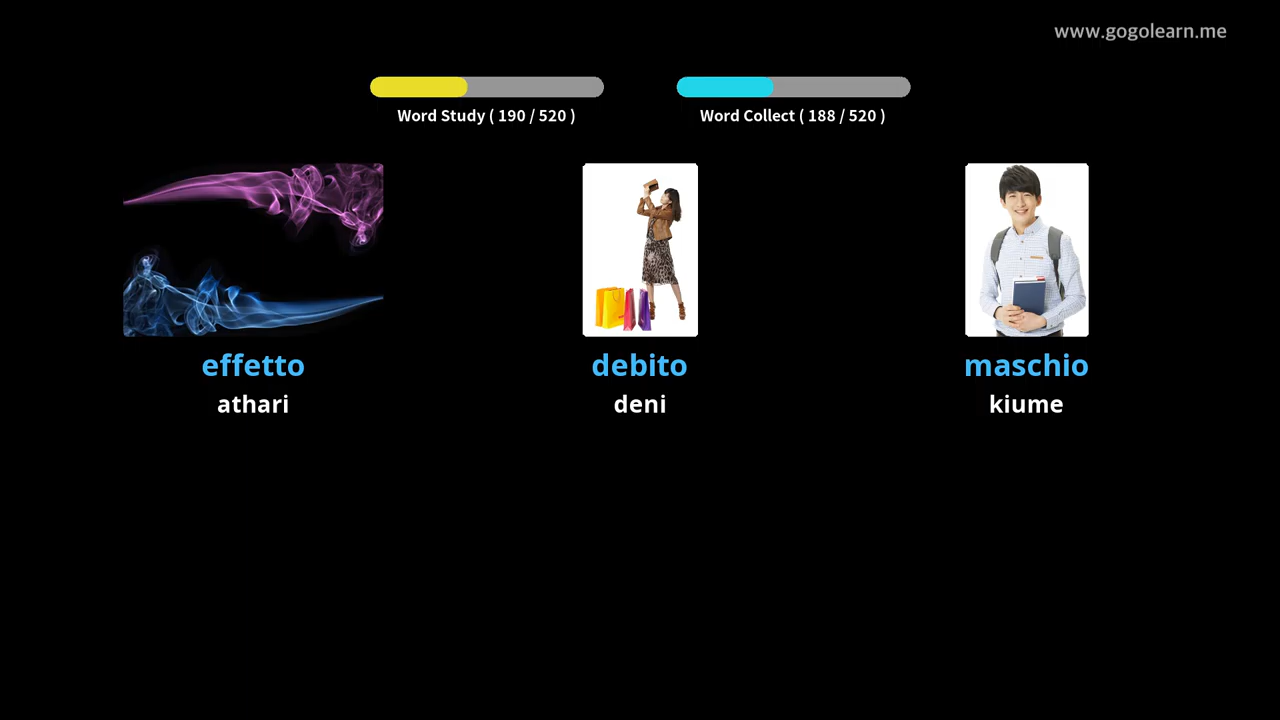 www.gogolearn.me
Word Study ( 190 / 520 )
Word Collect ( 188 / 520 )
effetto
athari
debito
deni
maschio
kiume